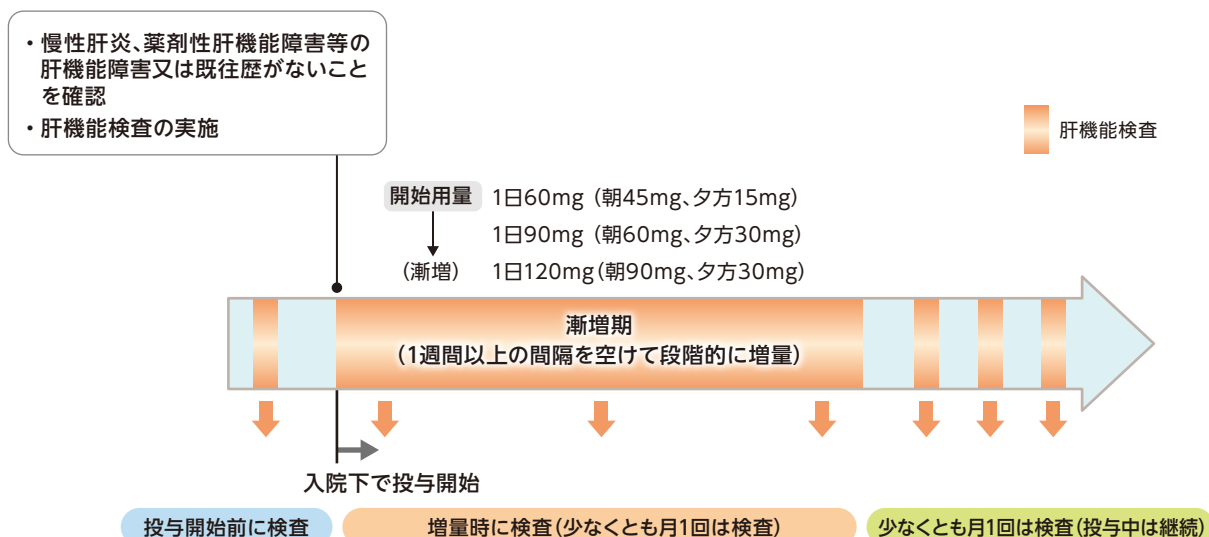 ・慢性肝炎、薬剤性肝機能障害等の
肝機能障害又は既往歴がないこと
を確認
・肝機能検査の実施
肝機能検査
開始用量 1日60mg（朝45mg、夕方15mg）
1日90mg（朝60mg、夕方30mg）
（漸増） 1日120mg（朝90mg、夕方30mg）
漸増期
（1週間以上の間隔を空けて段階的に増量）
入院下で投与開始
投与開始前に検査
増量時に検査（少なくとも月1回は検査）
少なくとも月1回は検査（投与中は継続）